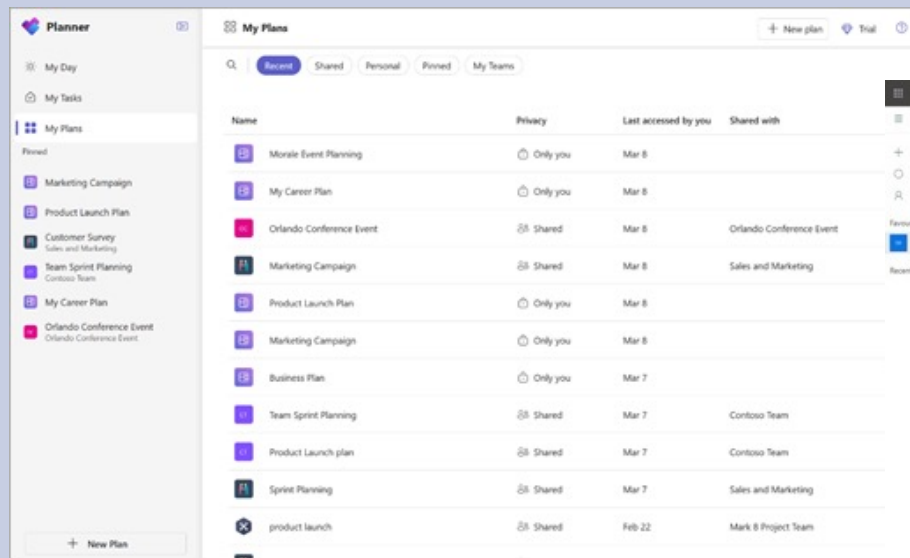 Planner
My Day
My Tasks
My Plans
Pinned
Marketing Campaign
Product Launch Plan
Customer Survey
Sales and Marketing
Team Sprint Planning
Contoso Team
My Career Plan
Orlando Conference Event
Orlando Conference Event
+ New Plan
My Plans
+ New plan
Trial
Recent Shared Personal Pinned My Teams
Name Privacy Last accessed by you Shared with
Morale Event Planning Only you Mar 8
My Career Plan Only you Mar 8
OC Orlando Conference Event Shared Mar 8 Orlando Conference Event
Marketing Campaign Shared Mar 8 Sales and Marketing
Product Launch Plan Only you Mar 8
Marketing Campaign Only you Mar 8
Business Plan Only you Mar 7
CT Team Sprint Planning Shared Mar 7 Contoso Team
CT Product Launch plan Shared Mar 7 Contoso Team
Sprint Planning Shared Mar 7 Sales and Marketing
product launch Shared Feb 22 Mark 8 Project Team
Favou
Recen